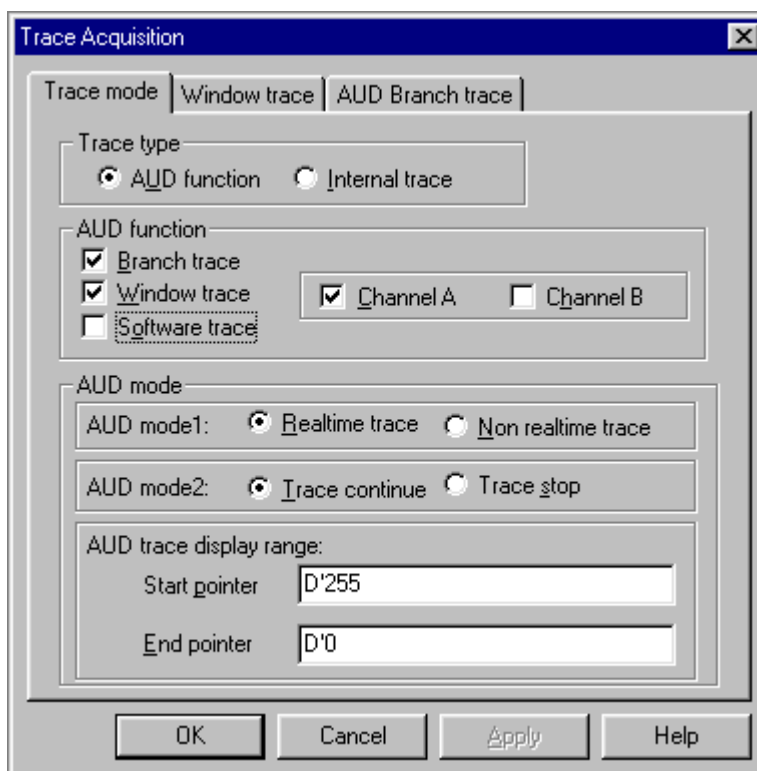 Trace Acquisition
Trace mode Window trace AUD Branch trace
Trace type
AUD function Internal trace
AUD function
Branch trace
Window trace Channel A Channel B
Software trace
AUD mode
AUD mode1: Realtime trace Non realtime trace
AUD mode2: Trace continue Trace stop
AUD trace display range:
Start pointer D'255
End pointer D'0
OK Cancel Apply Help